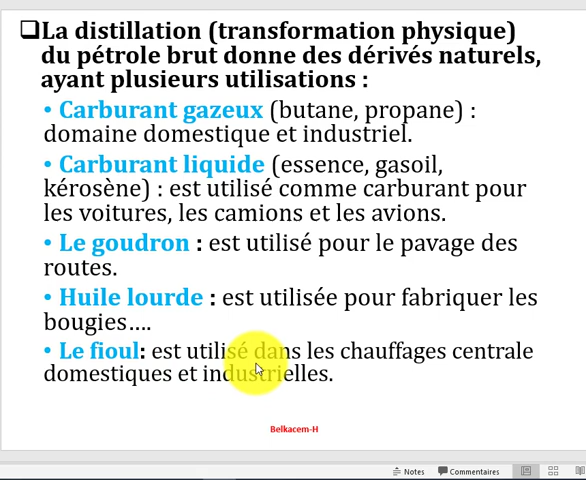 ❑La distillation (transformation physique)
du pétrole brut donne des dérivés naturels,
ayant plusieurs utilisations :
• Carburant gazeux (butane, propane) :
domaine domestique et industriel.
• Carburant liquide (essence, gasoil,
kérosène) : est utilisé comme carburant pour
les voitures, les camions et les avions.
• Le goudron : est utilisé pour le pavage des
routes.
• Huile lourde : est utilisée pour fabriquer les
bougies....
• Le fioul: est utilisé dans les chauffages centrale
domestiques et industrielles.
Belkacem-H
Notes Commentaires